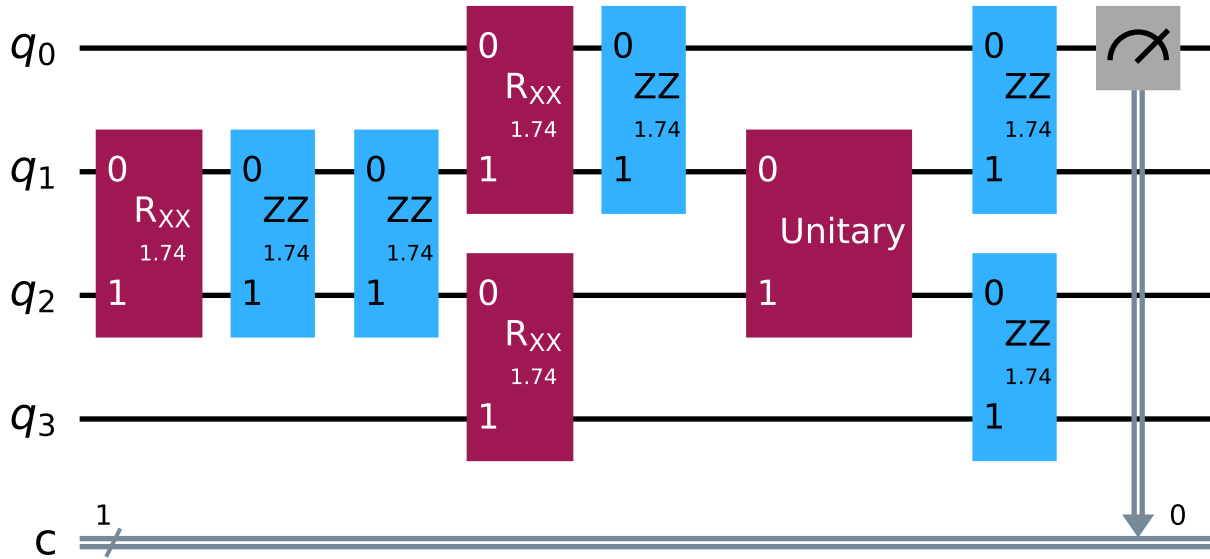 q0 0 0 0
RXX ZZ ZZ
1.74 1.74 1.74
q1 0 0 0 1 1 0 1
RXX ZZ ZZ Unitary
1.74 1.74 1.74
q2 1 1 1 0 1 0
RXX ZZ
1.74 1.74
q3 1 1
1 0
c